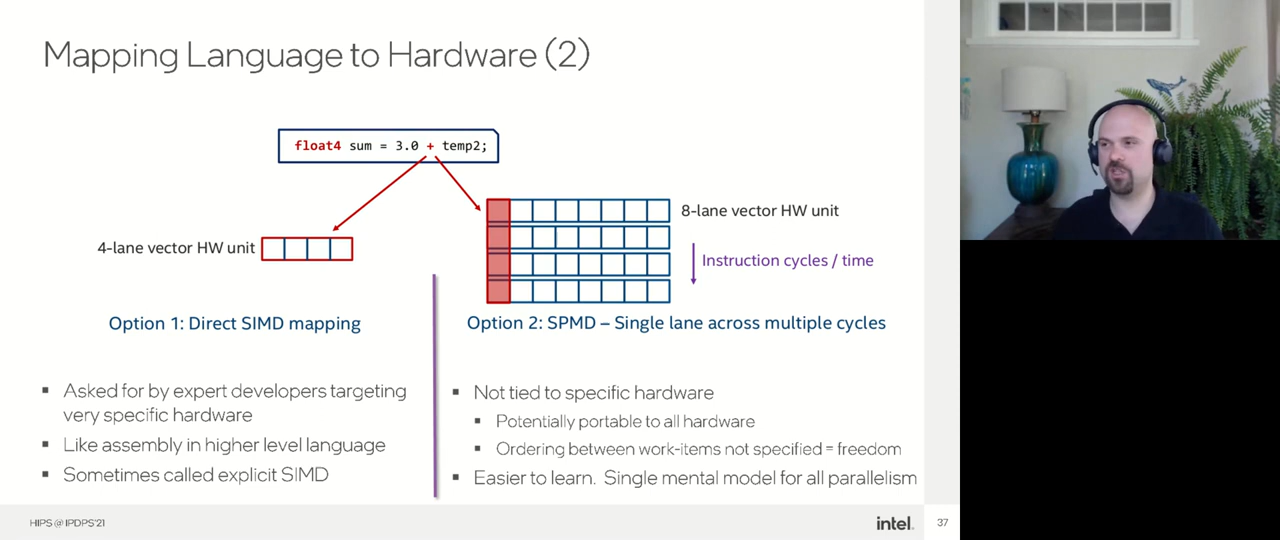 Mapping Language to Hardware (2)
float4 sum = 3.0 + temp2;
8-lane vector HW unit
4-lane vector HW unit
Instruction cycles / time
Option 1: Direct SIMD mapping
Option 2: SPMD – Single lane across multiple cycles
▪ Asked for by expert developers targeting
very specific hardware
▪ Like assembly in higher level language
▪ Sometimes called explicit SIMD
▪ Not tied to specific hardware
▪ Potentially portable to all hardware
▪ Ordering between work-items not specified = freedom
▪ Easier to learn. Single mental model for all parallelism
HIPS @ IPDPS'21
intel.
37